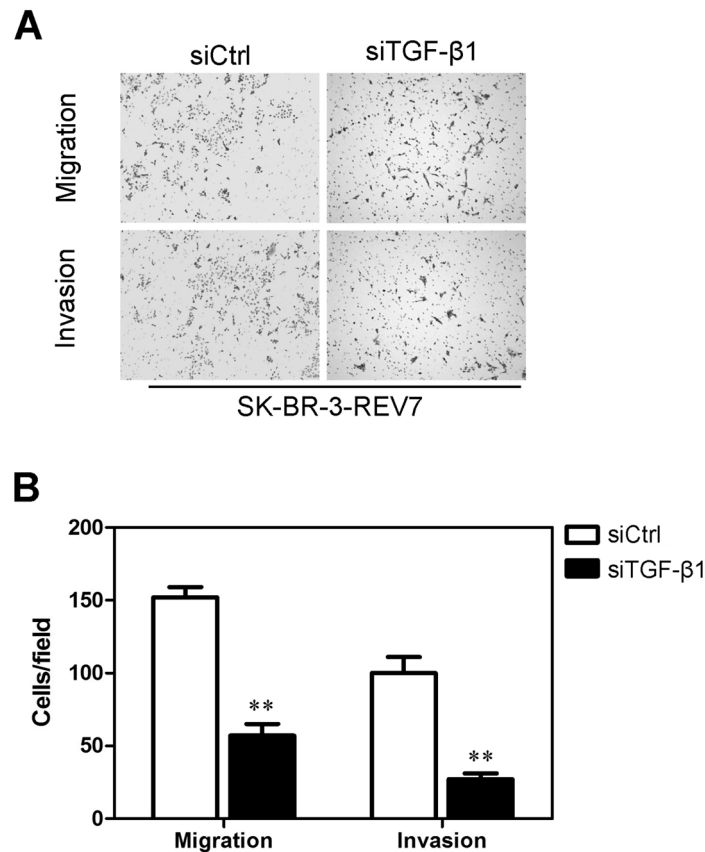 A
siCtrl
siTGF-β1
Migration
Invasion
SK-BR-3-REV7
B
Cells/field
200
150
100
50
0
**
**
Migration
Invasion
siCtrl
siTGF-β1